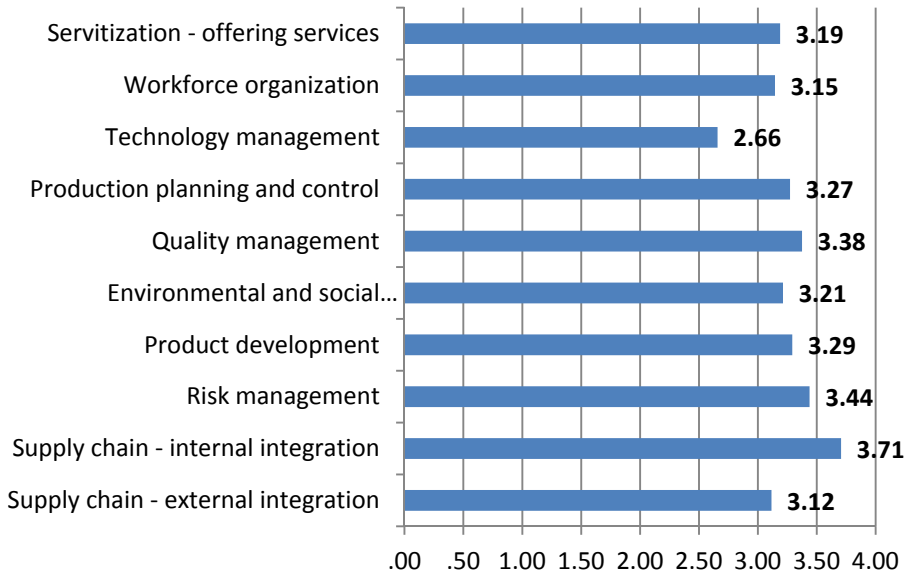 Servitization - offering services 3.19
Workforce organization 3.15
Technology management 2.66
Production planning and control 3.27
Quality management 3.38
Environmental and social… 3.21
Product development 3.29
Risk management 3.44
Supply chain - internal integration 3.71
Supply chain - external integration 3.12
.00 .50 1.00 1.50 2.00 2.50 3.00 3.50 4.00